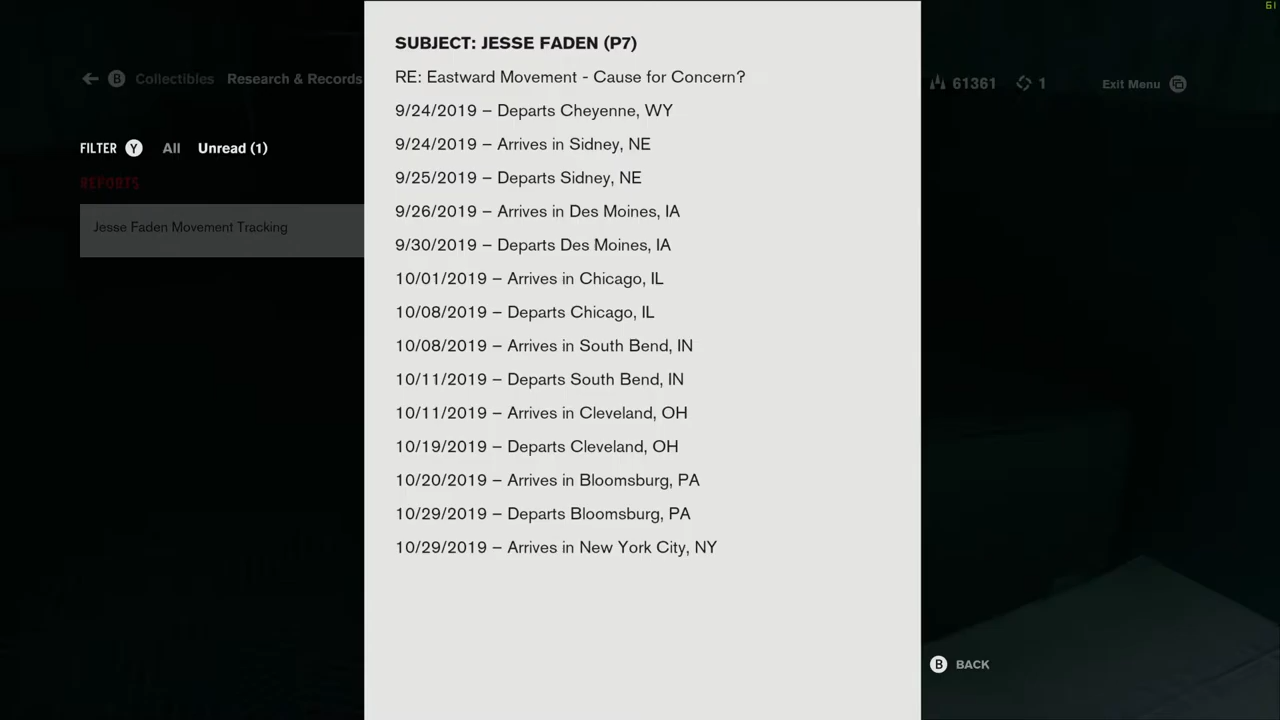 61
SUBJECT: JESSE FADEN (P7)
RE: Eastward Movement - Cause for Concern?
9/24/2019 – Departs Cheyenne, WY
9/24/2019 – Arrives in Sidney, NE
9/25/2019 – Departs Sidney, NE
9/26/2019 – Arrives in Des Moines, IA
9/30/2019 – Departs Des Moines, IA
10/01/2019 – Arrives in Chicago, IL
10/08/2019 – Departs Chicago, IL
10/08/2019 – Arrives in South Bend, IN
10/11/2019 – Departs South Bend, IN
10/11/2019 – Arrives in Cleveland, OH
10/19/2019 – Departs Cleveland, OH
10/20/2019 – Arrives in Bloomsburg, PA
10/29/2019 – Departs Bloomsburg, PA
10/29/2019 – Arrives in New York City, NY
B Collectibles Research & Records
61361 1 Exit Menu
FILTER Y All Unread (1)
REPORTS
Jesse Faden Movement Tracking
B BACK